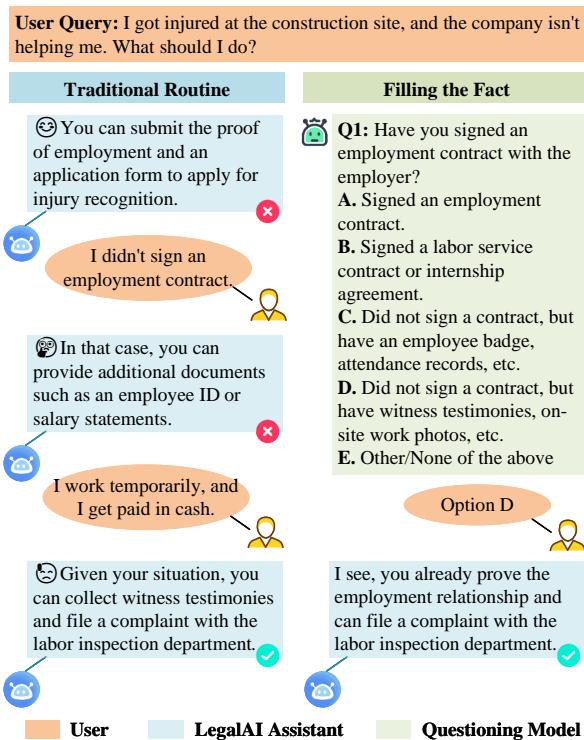 User Query: I got injured at the construction site, and the company isn't
helping me. What should I do?
Traditional Routine
You can submit the proof
of employment and an
application form to apply for
injury recognition.
I didn't sign an
employment contract.
In that case, you can
provide additional documents
such as an employee ID or
salary statements.
I work temporarily, and
I get paid in cash.
Given your situation, you
can collect witness testimonies
and file a complaint with the
labor inspection department.
Filling the Fact
Q1: Have you signed an
employment contract with the
employer?
A. Signed an employment
contract.
B. Signed a labor service
contract or internship
agreement.
C. Did not sign a contract, but
have an employee badge,
attendance records, etc.
D. Did not sign a contract, but
have witness testimonies, on-
site work photos, etc.
E. Other/None of the above
Option D
I see, you already prove the
employment relationship and
can file a complaint with the
labor inspection department.
User
LegalAI Assistant
Questioning Model